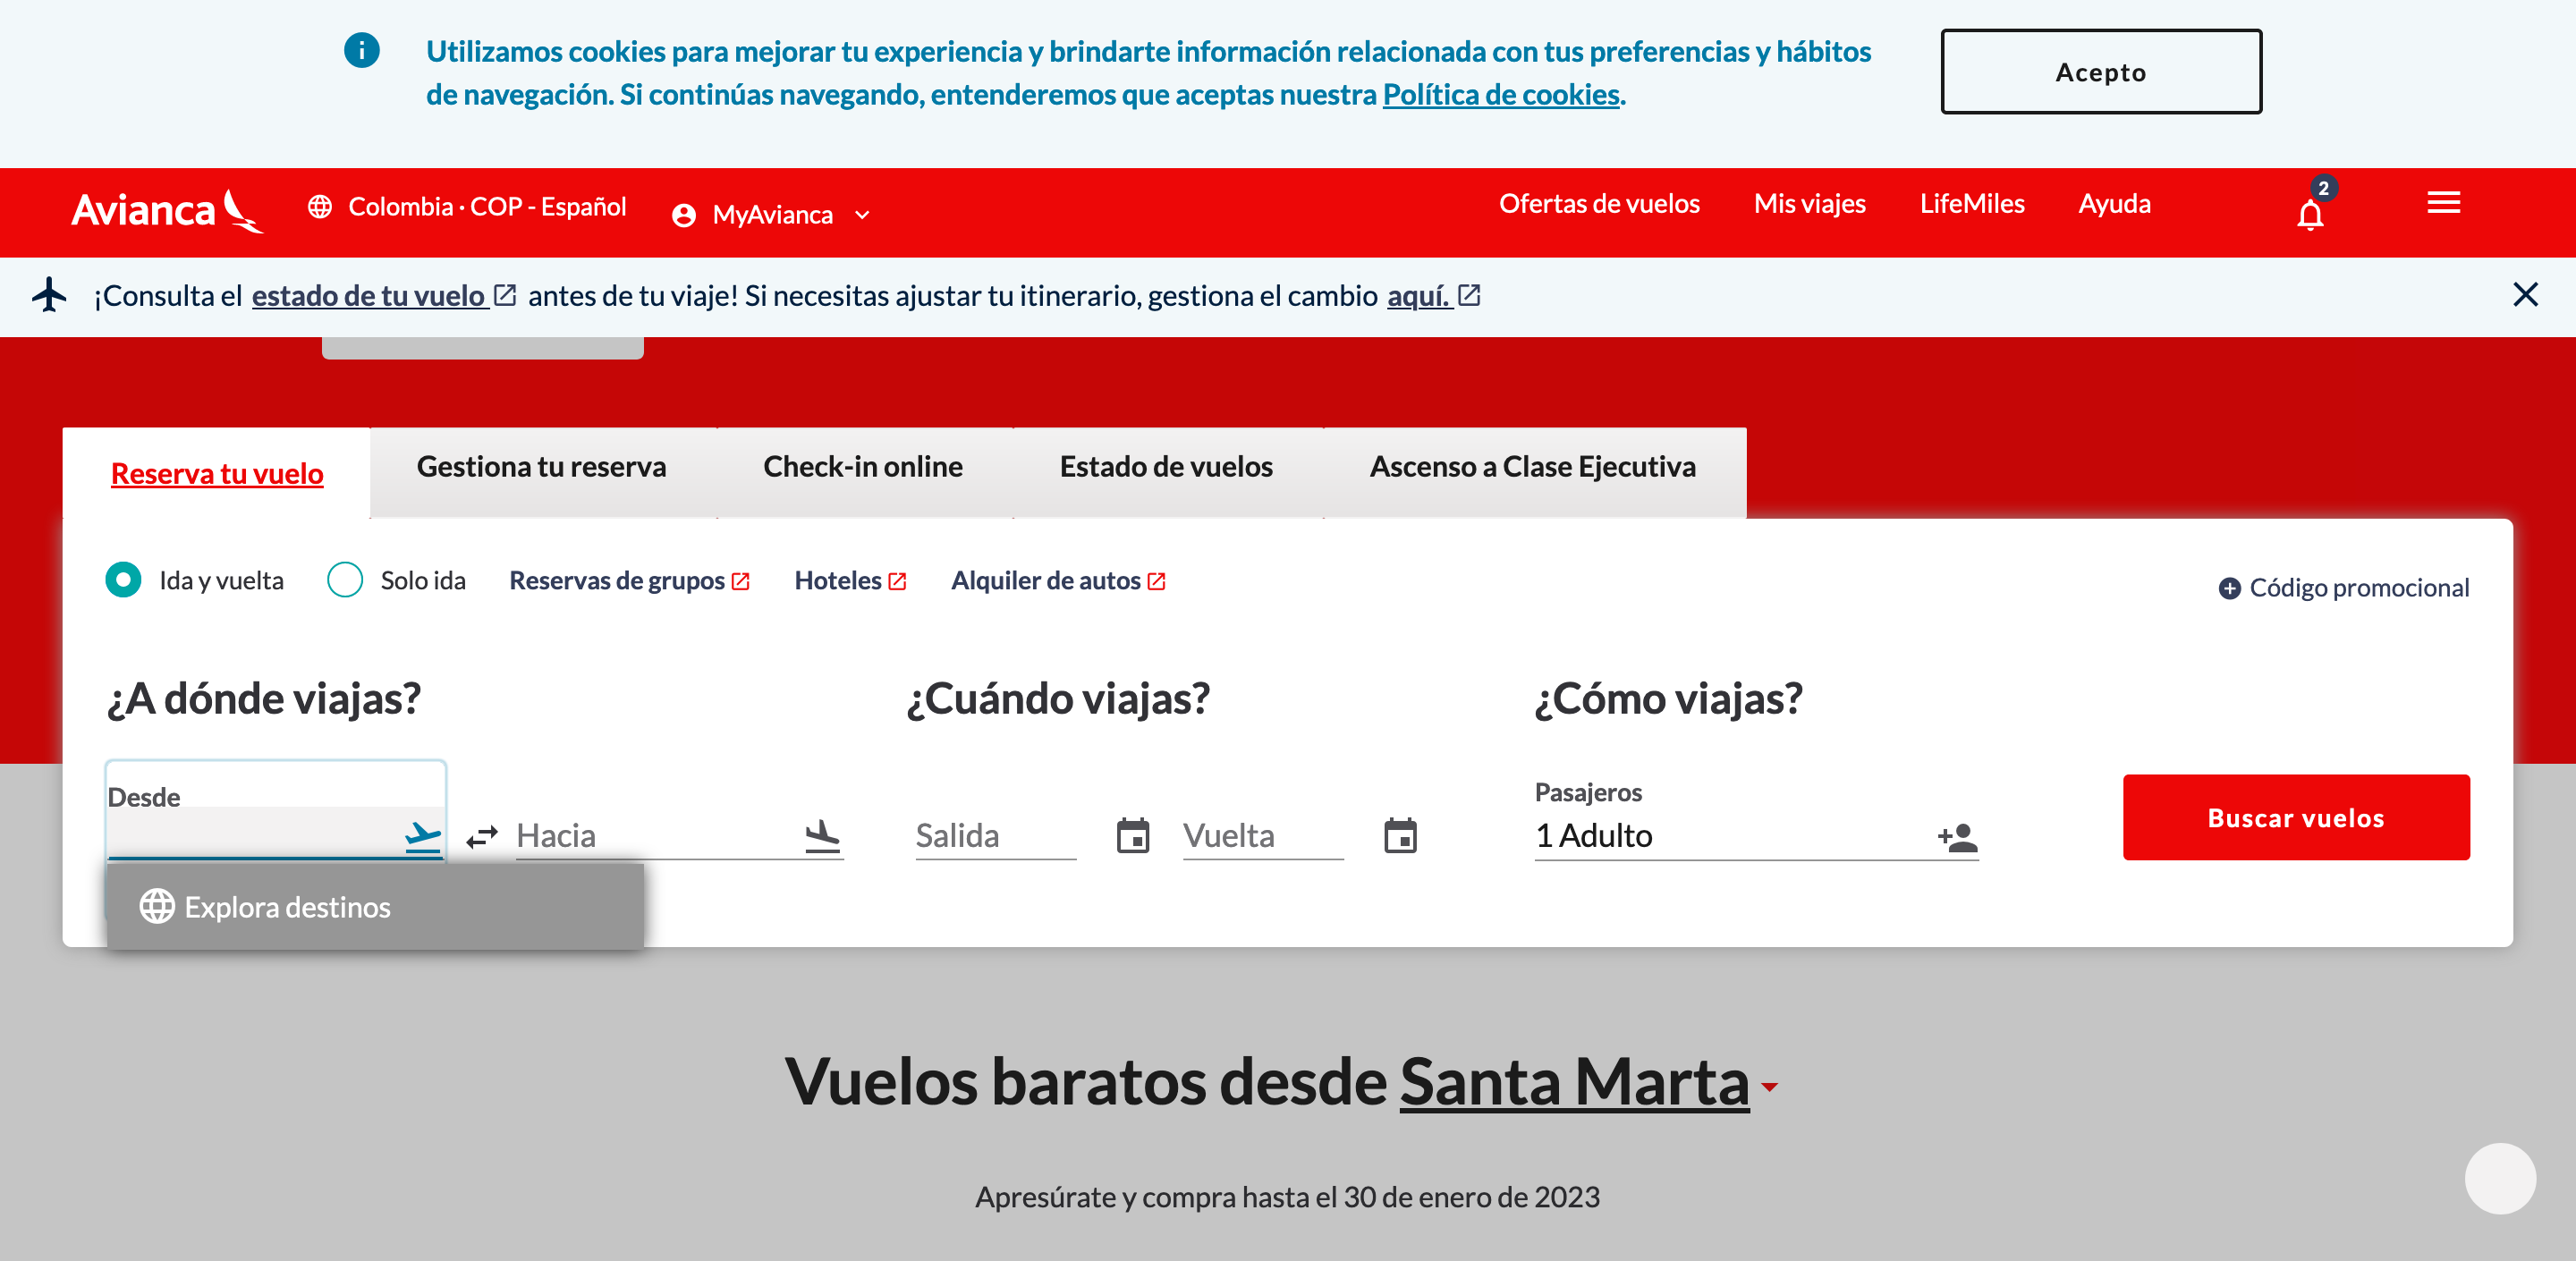 Utilizamos cookies para mejorar tu experiencia y brindarte información relacionada con tus preferencias y hábitos
de navegación. Si continúas navegando, entenderemos que aceptas nuestra Política de cookies.
Acepto
Avianca
Colombia · COP - Español
MyAvianca
Ofertas de vuelos
Mis viajes
LifeMiles
Ayuda
2
¡Consulta el estado de tu vuelo antes de tu viaje! Si necesitas ajustar tu itinerario, gestiona el cambio aquí.
Reserva tu vuelo
Gestiona tu reserva
Check-in online
Estado de vuelos
Ascenso a Clase Ejecutiva
Ida y vuelta
Solo ida
Reservas de grupos
Hoteles
Alquiler de autos
Código promocional
¿A dónde viajas?
¿Cuándo viajas?
¿Cómo viajas?
Desde
Hacia
Salida
Vuelta
Pasajeros
1 Adulto
Buscar vuelos
Explora destinos
Vuelos baratos desde Santa Marta
Apresúrate y compra hasta el 30 de enero de 2023